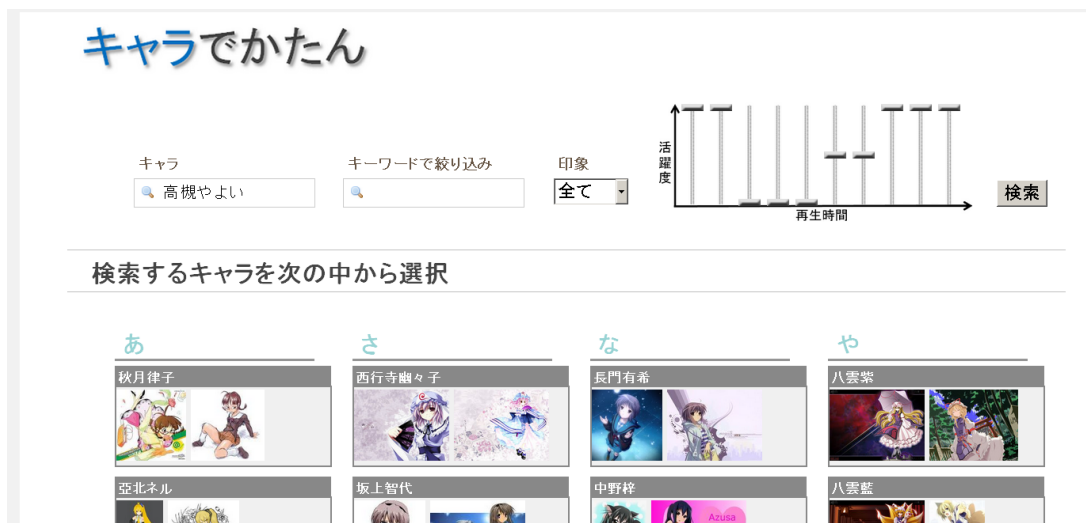 キャラでかたん
キャラ
高槻やよい
キーワードで絞り込み
印象
全て
活躍度
再生時間
検索
検索するキャラを次の中から選択
あ
さ
な
や
秋月律子
西行寺幽々子
長門有希
八雲紫
亞北ネル
坂上智代
中野梓
八雲藍
Azusa